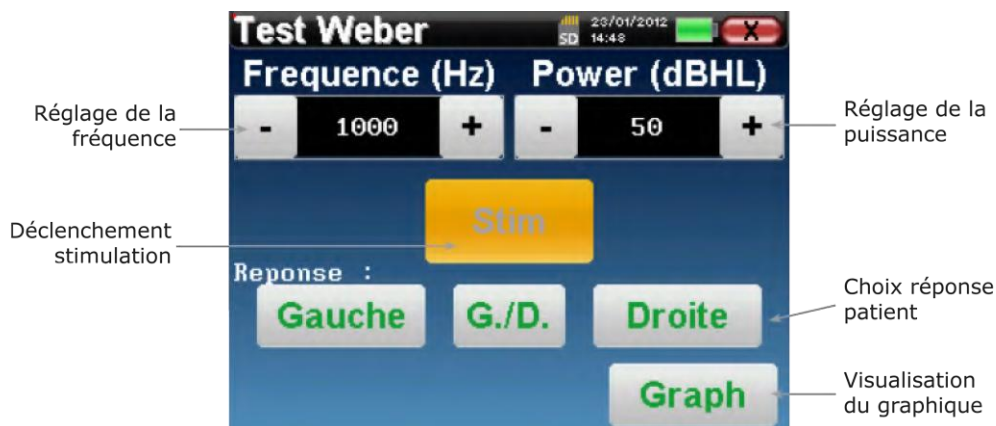 Test Weber
SD
23/01/2012
14:48
X
Frequence (Hz) Power (dBHL)
Réglage de la
fréquence
- 1000 + - 50 +
Réglage de la
puissance
Déclenchement
stimulation
Stim
Reponse :
Gauche G./D. Droite
Choix réponse
patient
Graph
Visualisation
du graphique